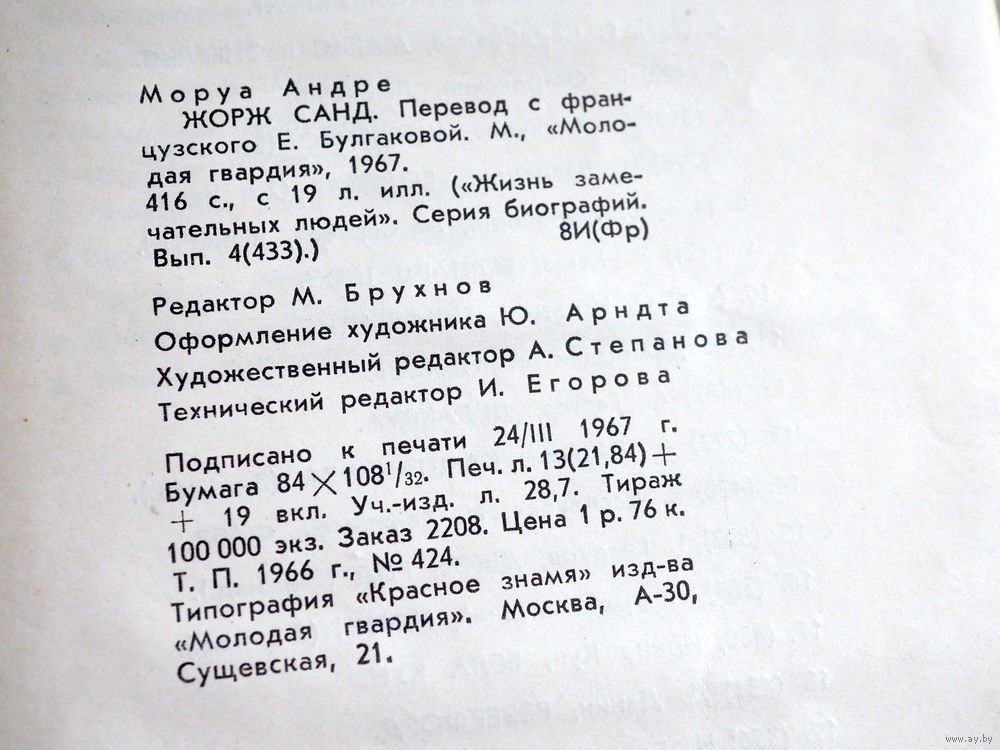 Моруа Андре
ЖОРЖ САНД. Перевод с фран-
цузского Е. Булгаковой. М., «Моло-
дая гвардия», 1967.
416 с., с 19 л. илл. («Жизнь заме-
чательных людей». Серия биографий.
Вып. 4(433).) 8И(Фр)
Редактор М. Брухнов
Оформление художника Ю. Арндта
Художественный редактор А. Степанова
Технический редактор И. Егорова
Подписано к печати 24/III 1967 г.
Бумага 84×108¹/₃₂. Печ. л. 13(21,84)+
+ 19 вкл. Уч.-изд. л. 28,7. Тираж
100 000 экз. Заказ 2208. Цена 1 р. 76 к.
Т. П. 1966 г., № 424.
Типография «Красное знамя» изд-ва
«Молодая гвардия». Москва, А-30,
Сущевская, 21.
www.ay.by